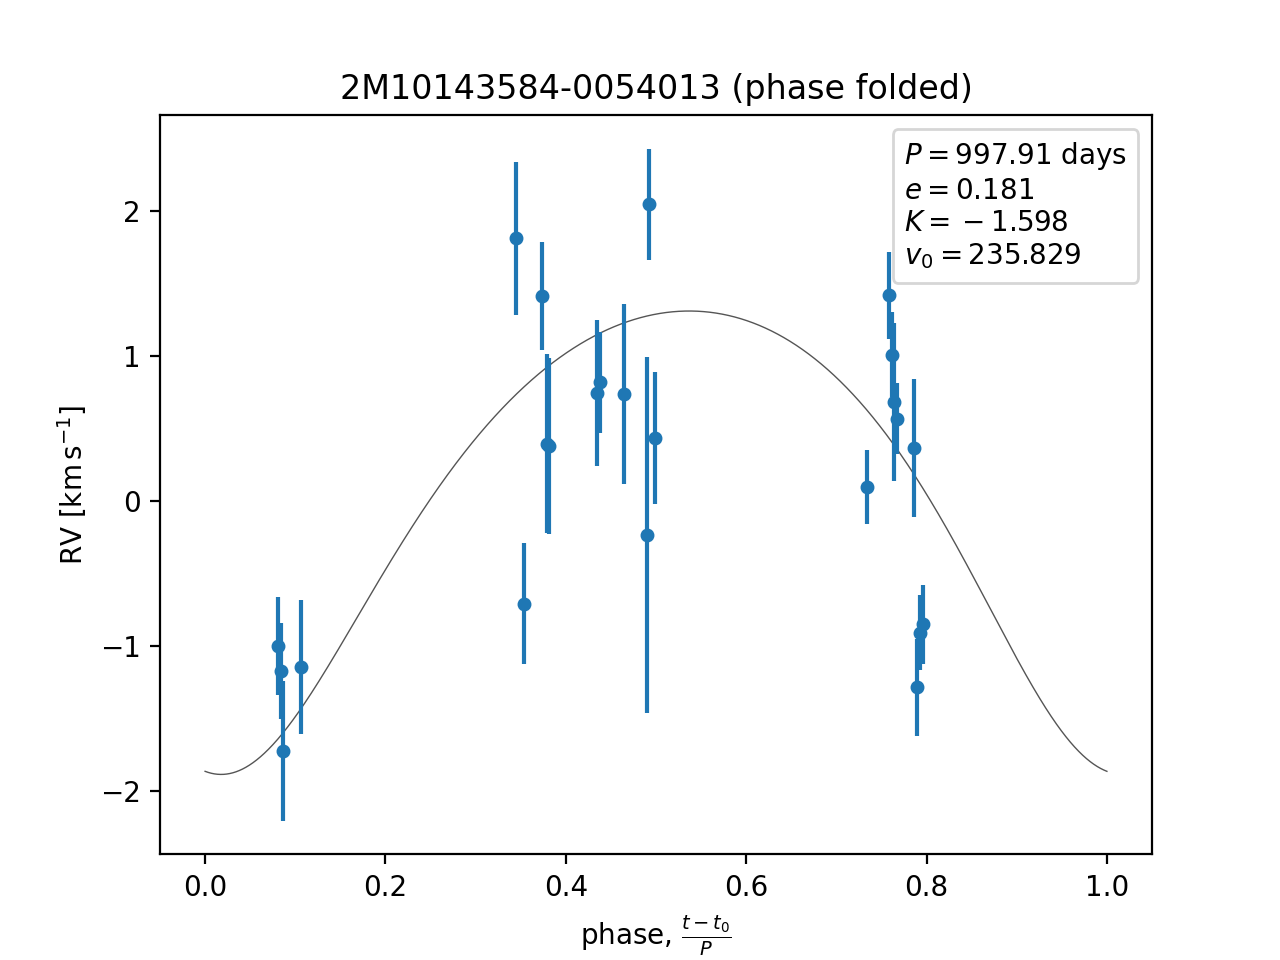 2M10143584-0054013 (phase folded)
P = 997.91 days
e = 0.181
K = −1.598
v₀ = 235.829
RV [km s⁻¹]
2
1
0
−1
−2
0.0 0.2 0.4 0.6 0.8 1.0
phase, (t − t₀)/P